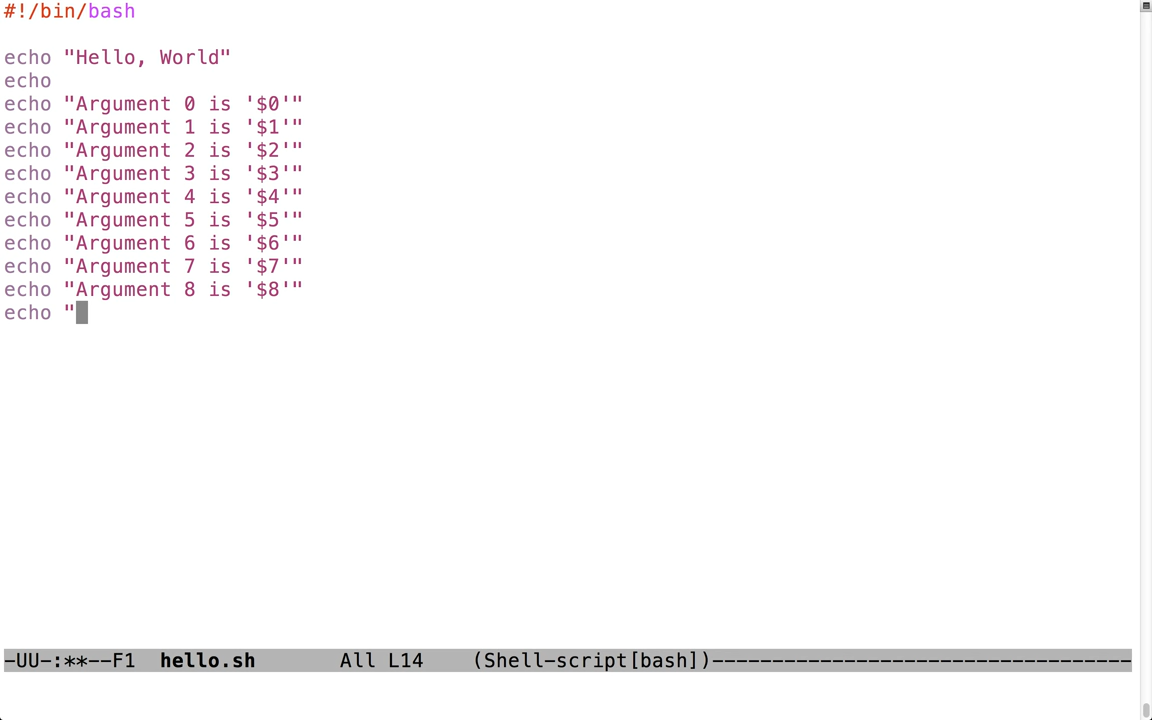 #!/bin/bash

echo "Hello, World"
echo
echo "Argument 0 is '$0'"
echo "Argument 1 is '$1'"
echo "Argument 2 is '$2'"
echo "Argument 3 is '$3'"
echo "Argument 4 is '$4'"
echo "Argument 5 is '$5'"
echo "Argument 6 is '$6'"
echo "Argument 7 is '$7'"
echo "Argument 8 is '$8'"
echo "
-UU-:**--F1  hello.sh       All L14    (Shell-script[bash])-----------------------------------